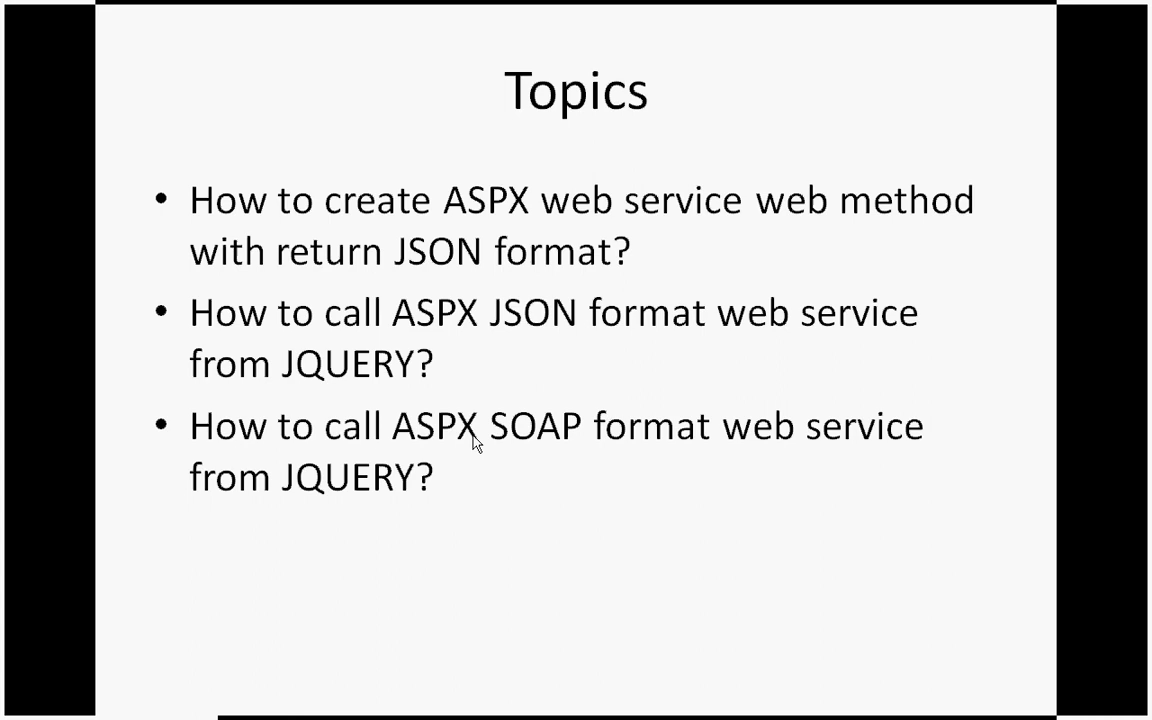 Topics
• How to create ASPX web service web method
with return JSON format?
• How to call ASPX JSON format web service
from JQUERY?
• How to call ASPX SOAP format web service
from JQUERY?